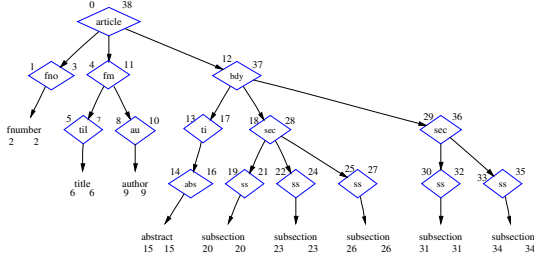 0 38
article
1 3 4 11 12 37
fno fm bdy
5 7 8 10 13 17 18 28 29 36
fnumber til au ti sec sec
2 2
14 16 19 21 22 24 25 27 30 32 33 35
title author abs ss ss ss ss ss
6 6 9 9
abstract subsection subsection subsection subsection subsection
15 15 20 20 23 23 26 26 31 31 34 34